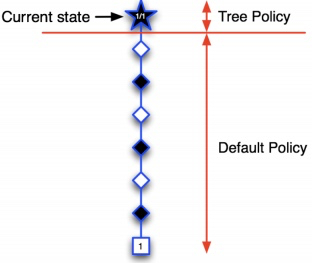 Current state
1/1
Tree Policy
Default Policy
1